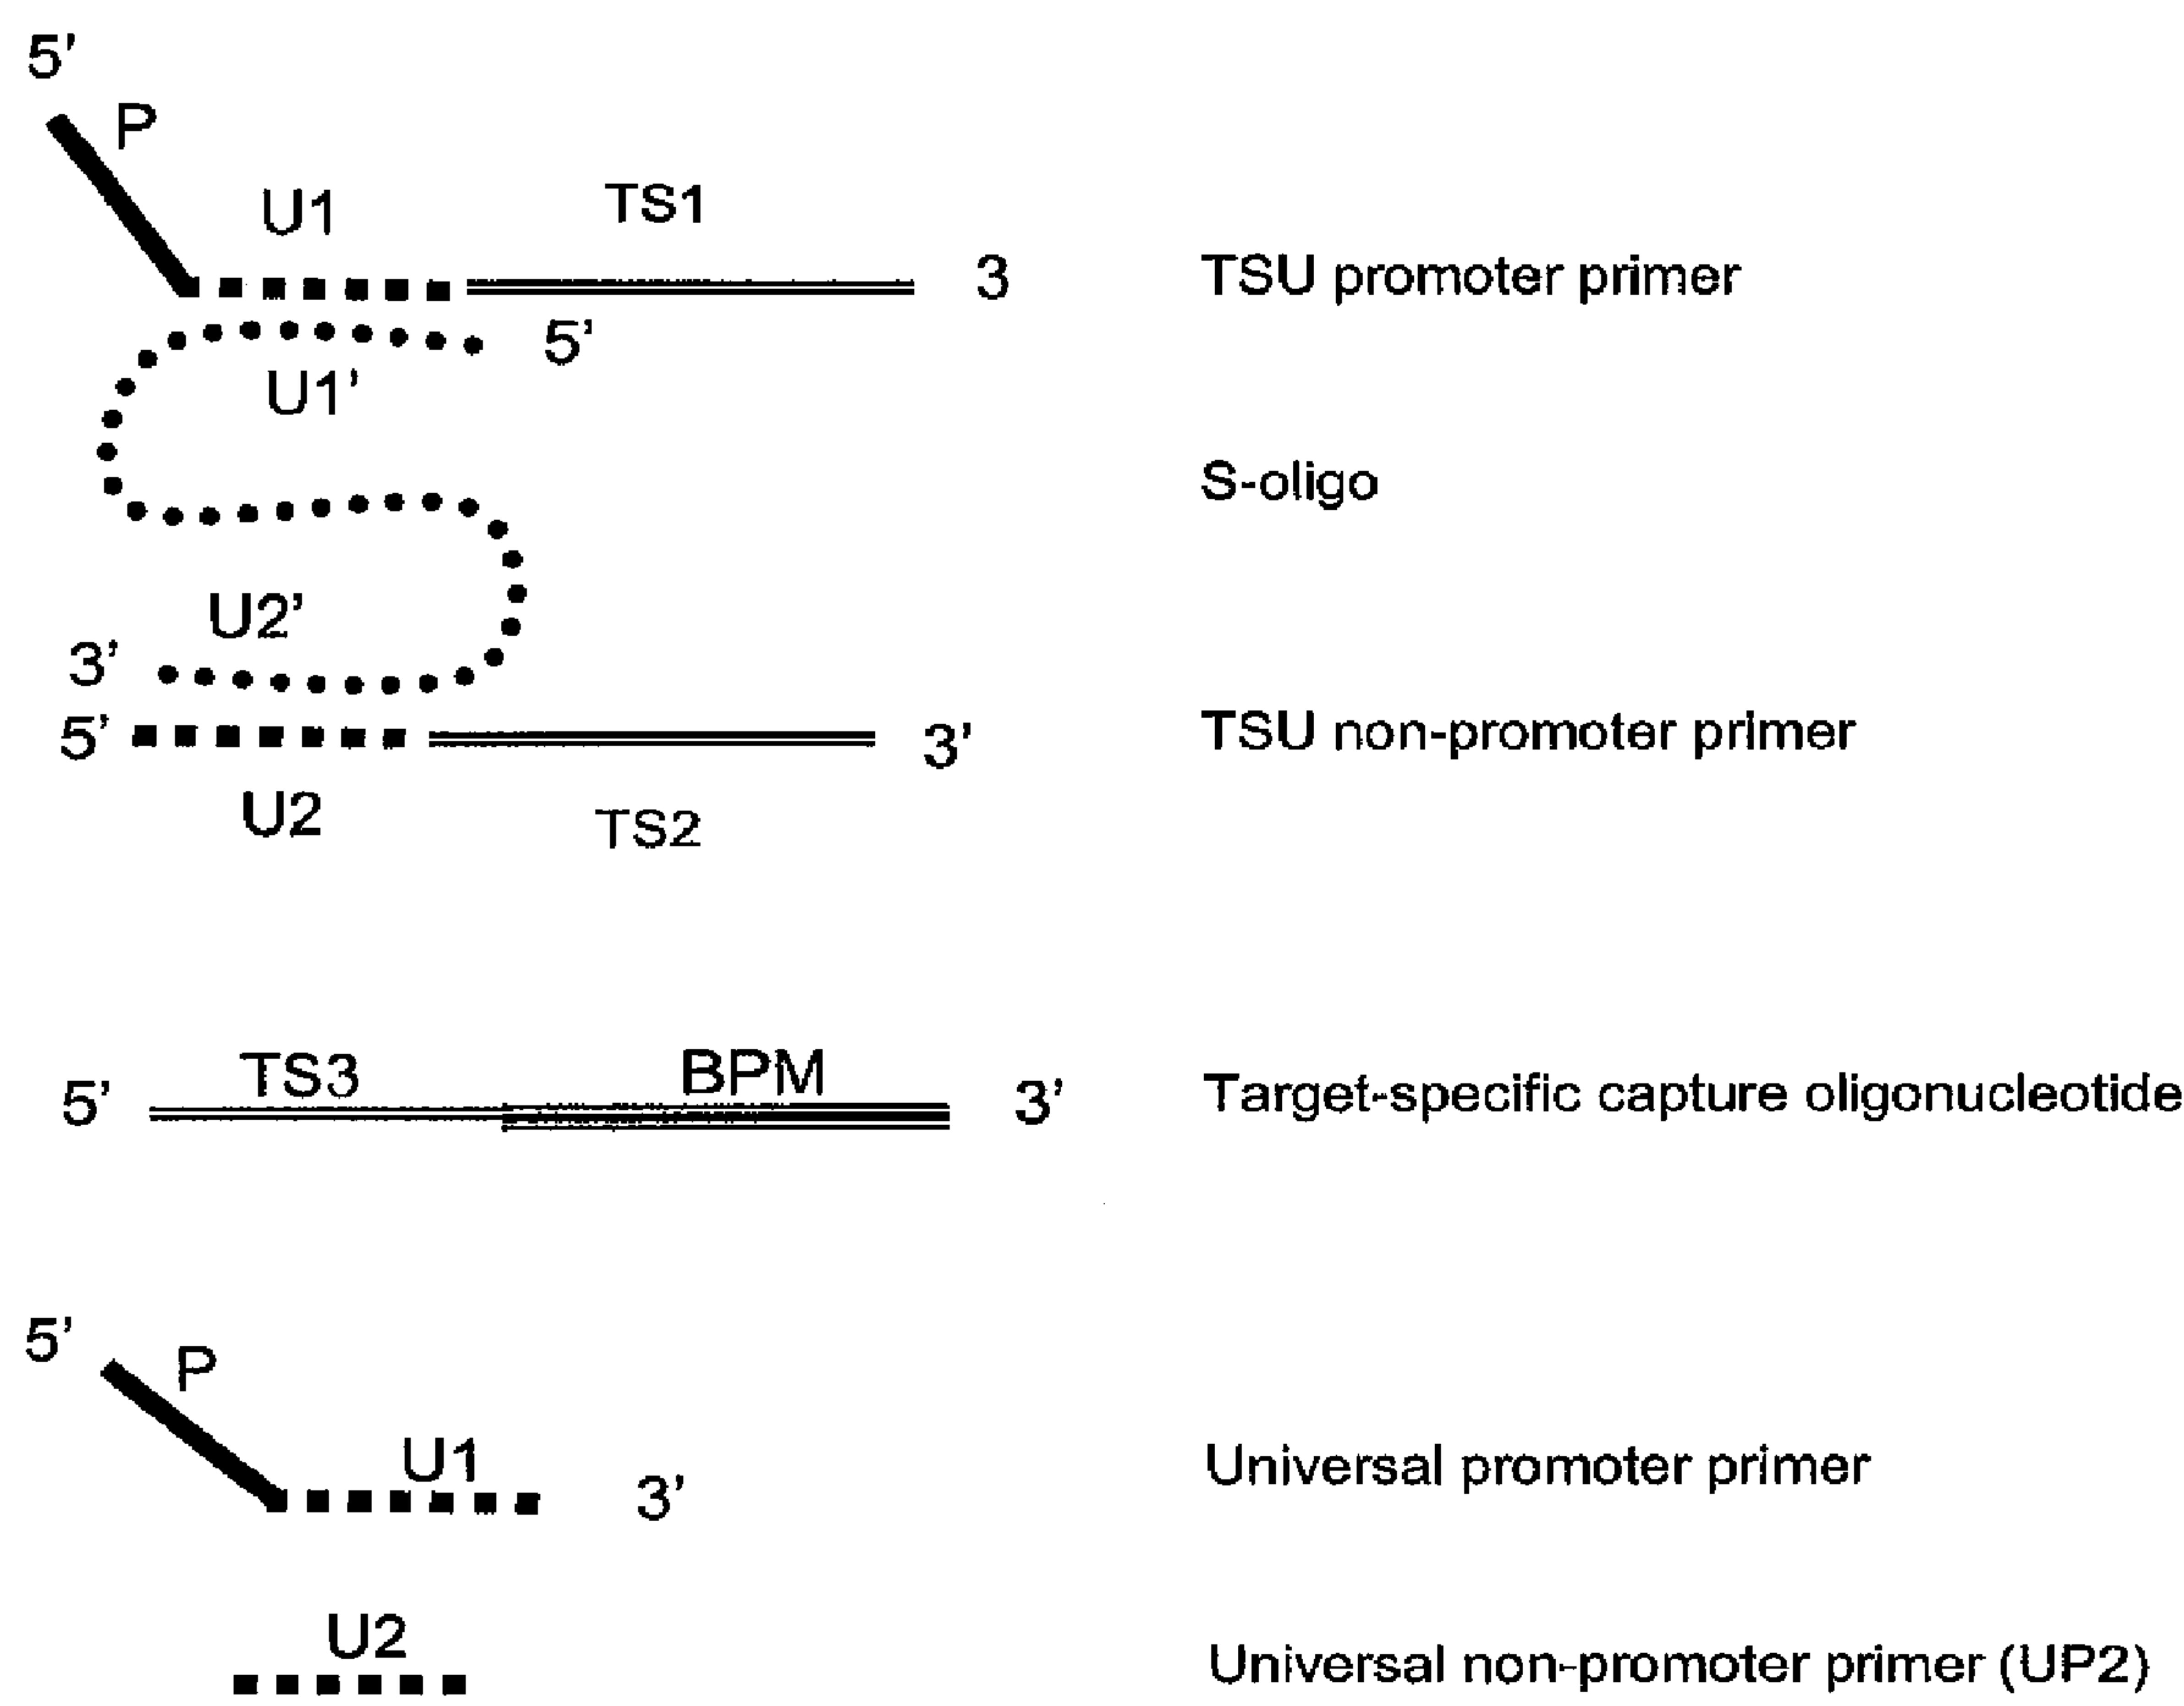 5'
P
U1
TS1
3
TSU promoter primer
5'
U1'
S-oligo
U2'
3'
5'
3'
TSU non-promoter primer
U2
TS2
TS3
BPM
5'
3'
Target-specific capture oligonucleotide
5'
P
U1
3'
Universal promoter primer
U2
Universal non-promoter primer (UP2)